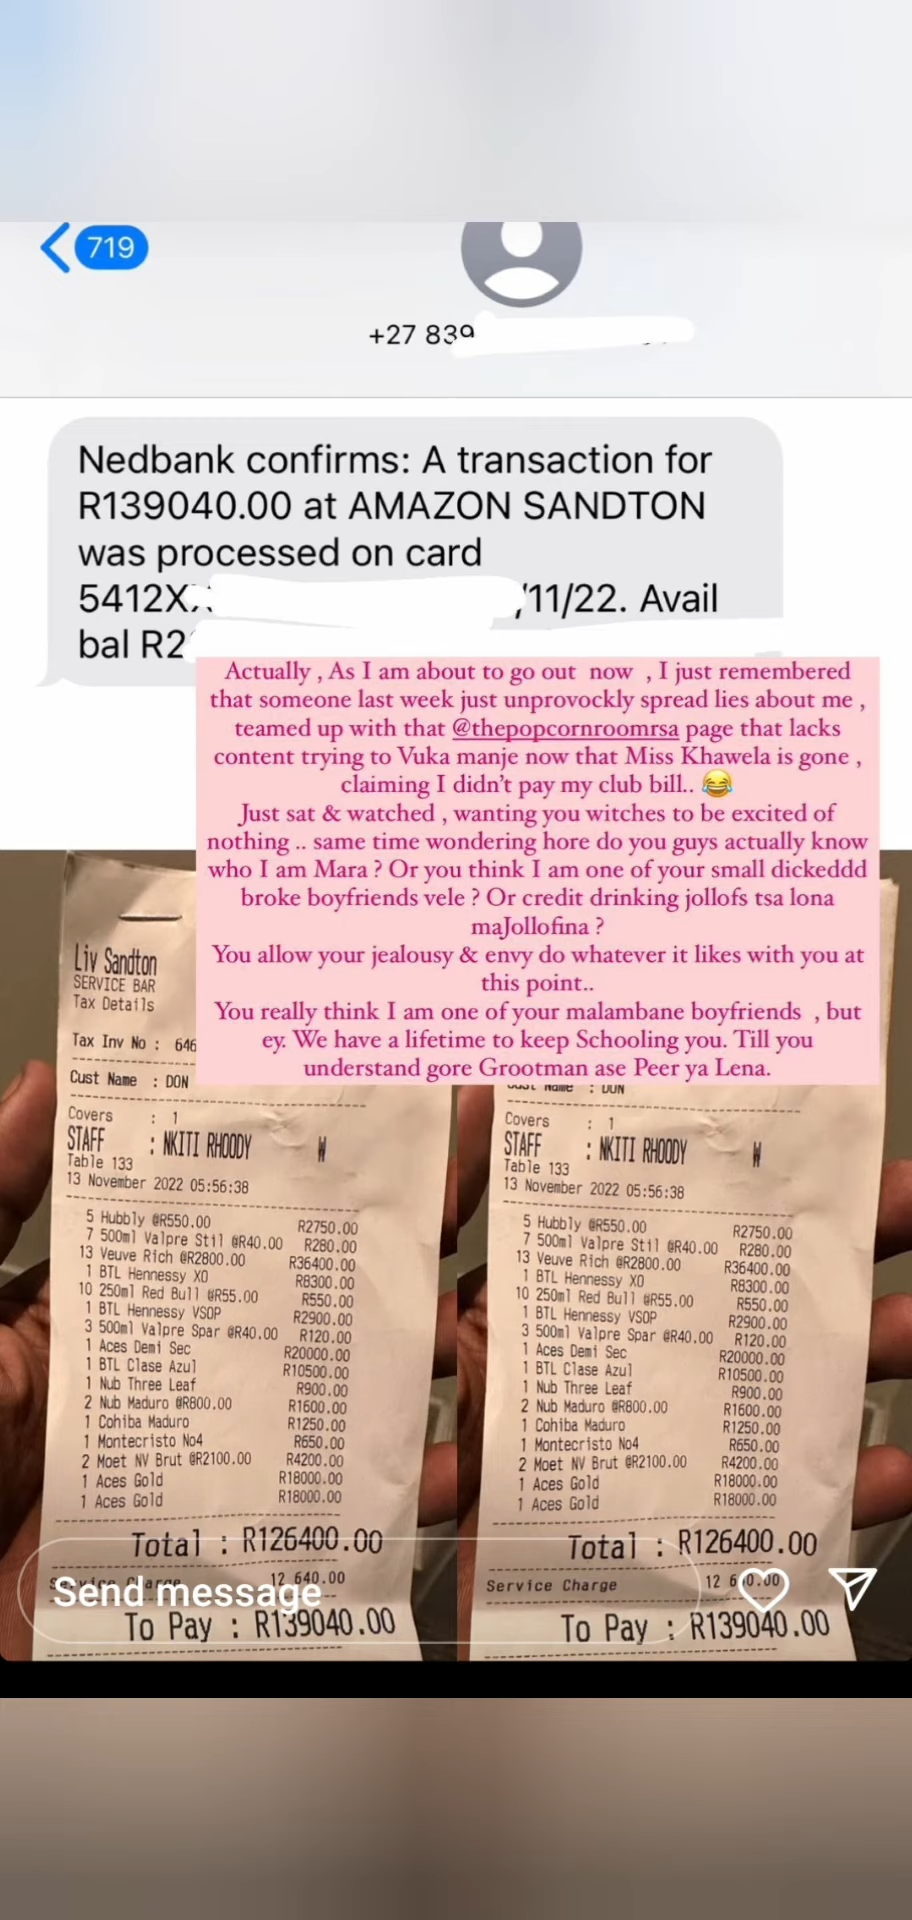 719
+27 839
Nedbank confirms: A transaction for
R139040.00 at AMAZON SANDTON
was processed on card
5412XX
/11/22. Avail
bal R2
Actually , As I am about to go out now , I just remembered
that someone last week just unprovockly spread lies about me ,
teamed up with that @thepopcornroomrsa page that lacks
content trying to Vuka manje now that Miss Khawela is gone ,
claiming I didn't pay my club bill.. 😂
Just sat & watched , wanting you witches to be excited of
nothing .. same time wondering hore do you guys actually know
who I am Mara ? Or you think I am one of your small dickeddd
broke boyfriends vele ? Or credit drinking jollofs tsa lona
maJollofina ?
You allow your jealousy & envy do whatever it likes with you at
this point..
You really think I am one of your malambane boyfriends , but
ey. We have a lifetime to keep Schooling you. Till you
understand gore Grootman ase Peer ya Lena.
Liv Sandton
SERVICE BAR
Tax Details
Tax Inv No : 646
Cust Name : DON
Covers : 1
STAFF : NKITI RHOODY W
Table 133
13 November 2022 05:56:38
5 Hubbly @R550.00 R2750.00
7 500ml Valpre Stil @R40.00 R280.00
13 Veuve Rich @R2800.00 R36400.00
1 BTL Hennessy XO R8300.00
10 250ml Red Bull @R55.00 R550.00
1 BTL Hennessy VSOP R2900.00
3 500ml Valpre Spar @R40.00 R120.00
1 Aces Demi Sec R20000.00
1 BTL Clase Azul R10500.00
1 Nub Three Leaf R900.00
2 Nub Maduro @R800.00 R1600.00
1 Cohiba Maduro R1250.00
1 Montecristo No4 R650.00
2 Moet NV Brut @R2100.00 R4200.00
1 Aces Gold R18000.00
1 Aces Gold R18000.00
Total : R126400.00
Service Charge 12 640.00
To Pay : R139040.00
Cust Name : DON
Covers : 1
STAFF : NKITI RHOODY W
Table 133
13 November 2022 05:56:38
5 Hubbly @R550.00 R2750.00
7 500ml Valpre Stil @R40.00 R280.00
13 Veuve Rich @R2800.00 R36400.00
1 BTL Hennessy XO R8300.00
10 250ml Red Bull @R55.00 R550.00
1 BTL Hennessy VSOP R2900.00
3 500ml Valpre Spar @R40.00 R120.00
1 Aces Demi Sec R20000.00
1 BTL Clase Azul R10500.00
1 Nub Three Leaf R900.00
2 Nub Maduro @R800.00 R1600.00
1 Cohiba Maduro R1250.00
1 Montecristo No4 R650.00
2 Moet NV Brut @R2100.00 R4200.00
1 Aces Gold R18000.00
1 Aces Gold R18000.00
Total : R126400.00
Service Charge 12 640.00
To Pay : R139040.00
Send message